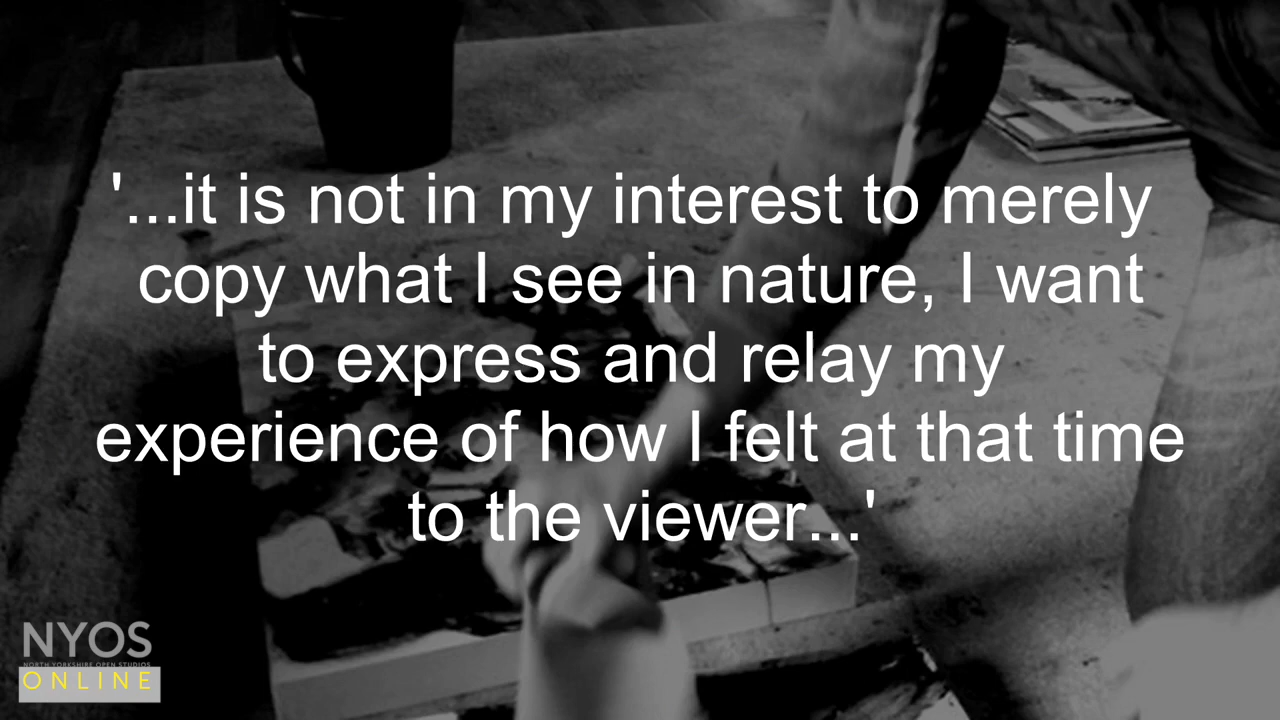 '...it is not in my interest to merely
copy what I see in nature, I want
to express and relay my
experience of how I felt at that time
to the viewer...'
NYOS
NORTH YORKSHIRE OPEN STUDIOS
ONLINE